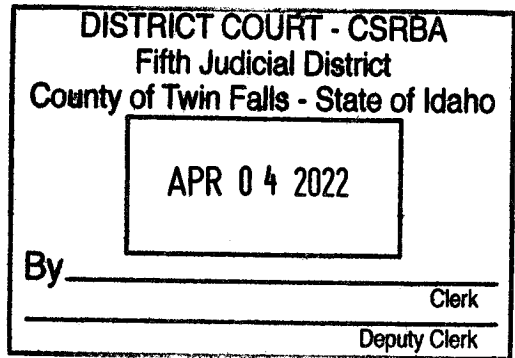 DISTRICT COURT - CSRBA
Fifth Judicial District
County of Twin Falls - State of Idaho
APR 04 2022
By
Clerk
Deputy Clerk